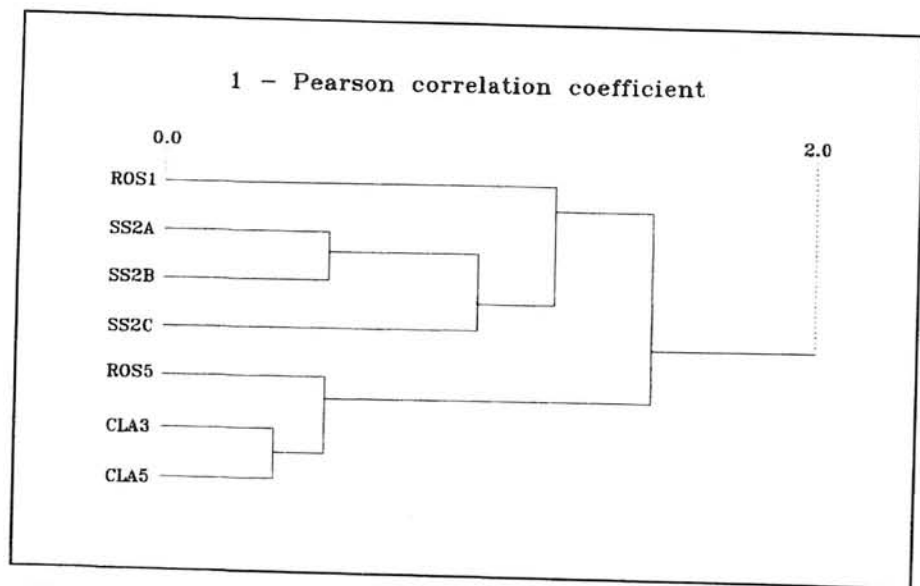 1 - Pearson correlation coefficient
0.0
2.0
ROS1
SS2A
SS2B
SS2C
ROS5
CLA3
CLA5